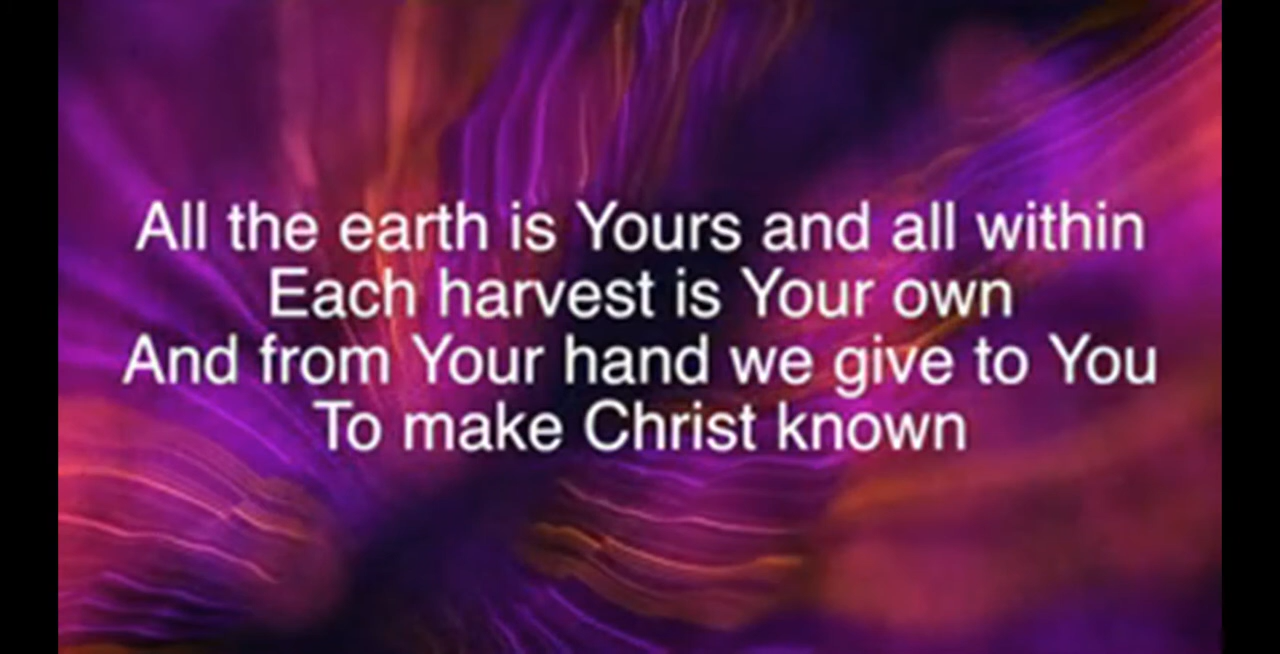 All the earth is Yours and all within
Each harvest is Your own
And from Your hand we give to You
To make Christ known